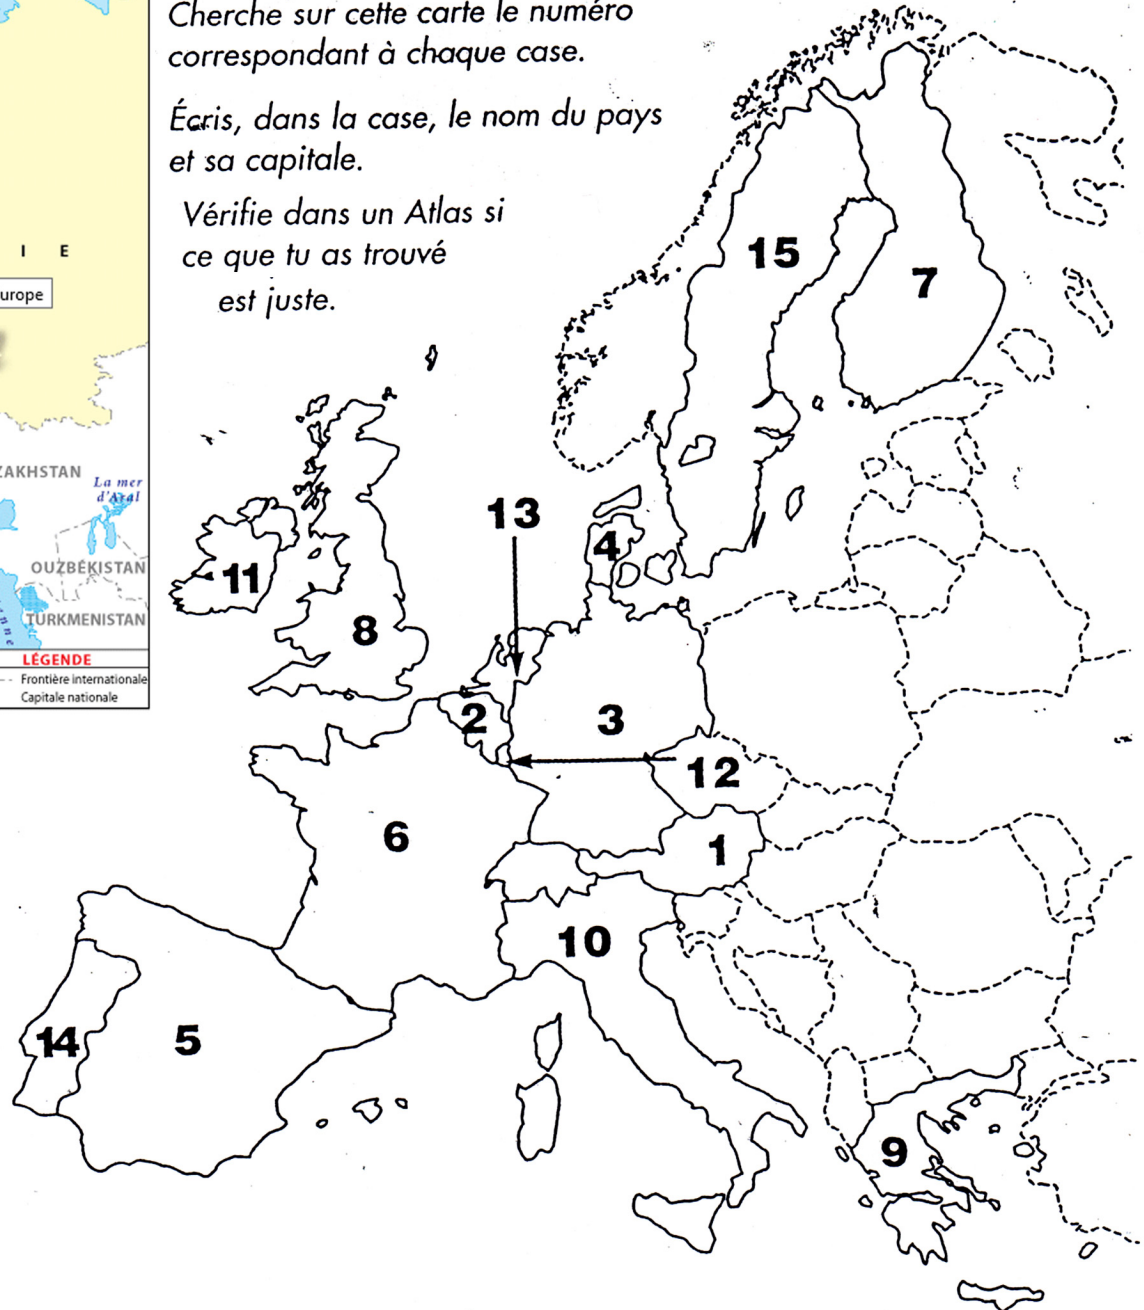 Cherche sur cette carte le numéro
correspondant à chaque case.
Écris, dans la case, le nom du pays
et sa capitale.
Vérifie dans un Atlas si
ce que tu as trouvé
est juste.
I E
urope
ZAKHSTAN
La mer
d'Aral
OUZBÉKISTAN
TURKMENISTAN
enne
LÉGENDE
Frontière internationale
Capitale nationale
15
7
13
4
11
8
2
3
12
6
1
10
14
5
9